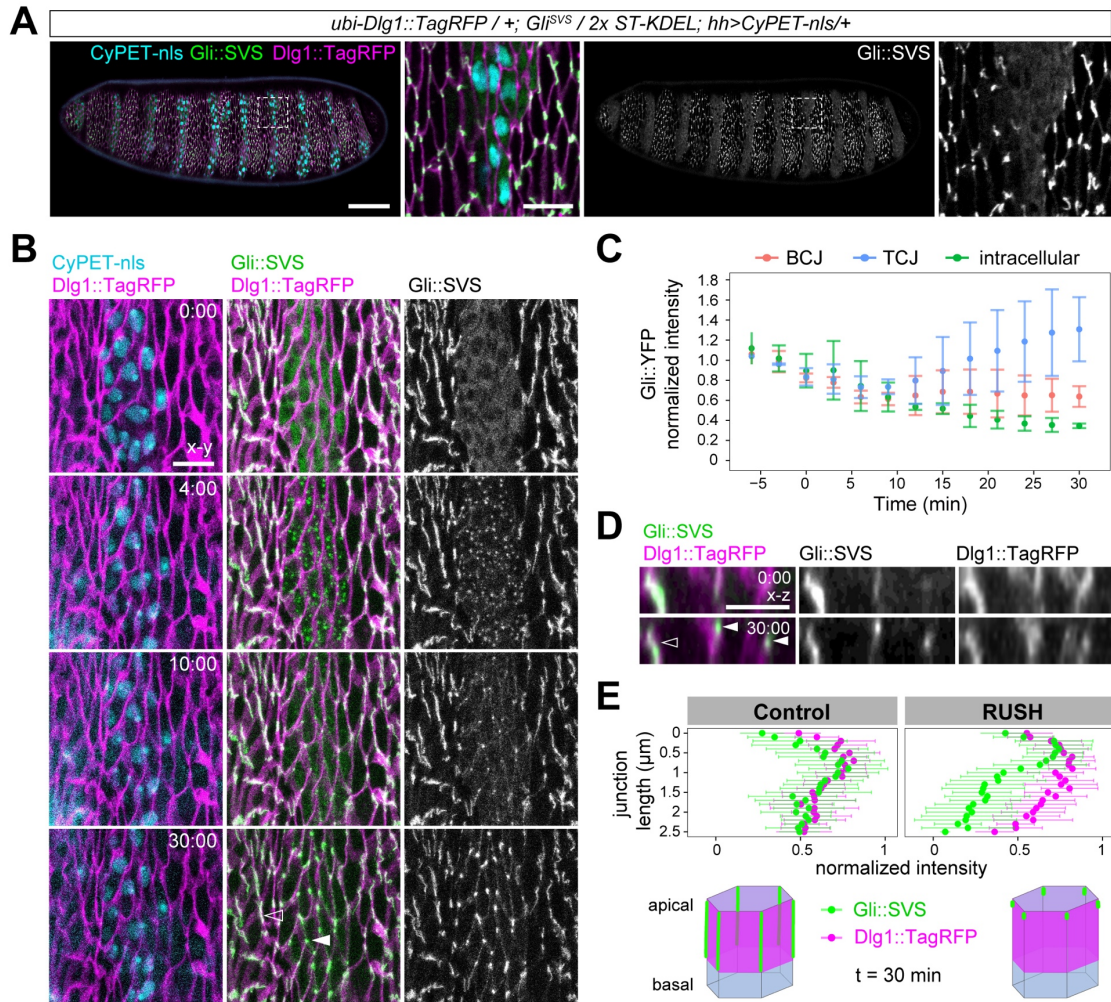 A
ubi-Dlg1::TagRFP / +; GliSVS / 2x ST-KDEL; hh>CyPET-nls/+
CyPET-nls Gli::SVS Dlg1::TagRFP
Gli::SVS
B
CyPET-nls
Dlg1::TagRFP
Gli::SVS
Dlg1::TagRFP
Gli::SVS
0:00
x-y
4:00
10:00
30:00
C
BCJ TCJ intracellular
Gli::YFP
normalized intensity
1.8
1.6
1.4
1.2
1.0
0.8
0.6
0.4
0.2
0
−5 0 5 10 15 20 25 30
Time (min)
D
Gli::SVS
Dlg1::TagRFP
Gli::SVS
Dlg1::TagRFP
0:00
x-z
30:00
E
Control
RUSH
junction
length (µm)
0
0.5
1
1.5
2
2.5
0 0.5 1
0 0.5 1
normalized intensity
apical
basal
Gli::SVS
Dlg1::TagRFP
t = 30 min